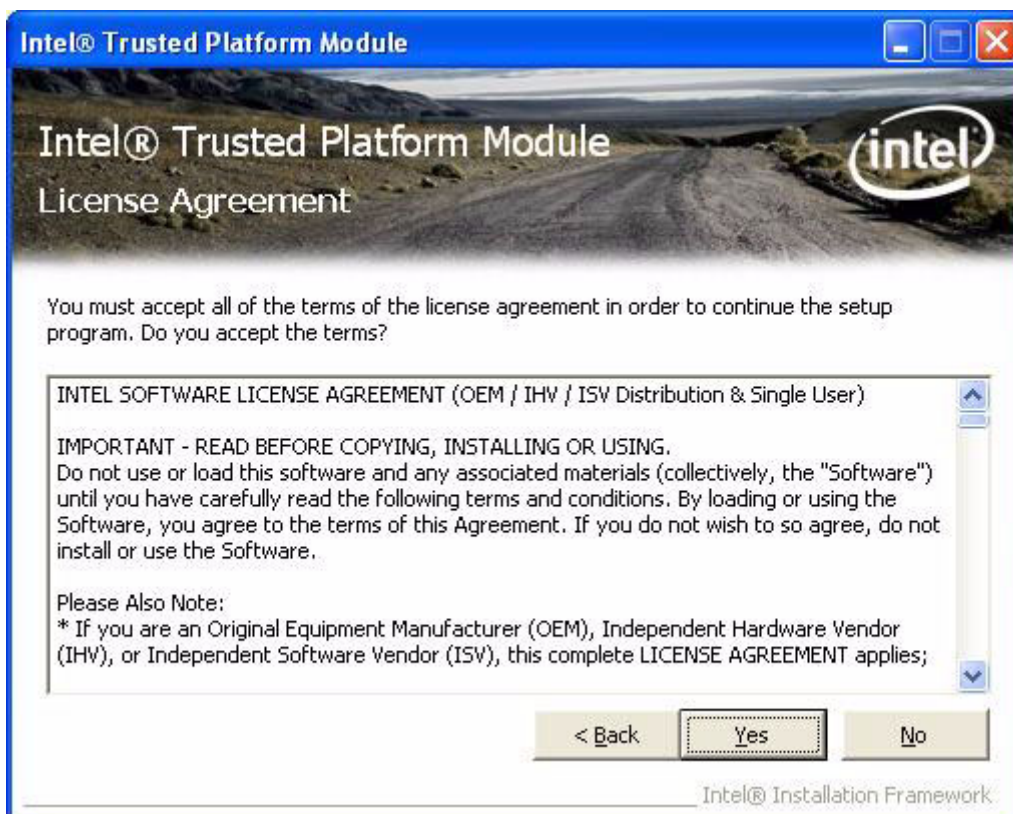 Intel® Trusted Platform Module
Intel® Trusted Platform Module
intel
License Agreement
You must accept all of the terms of the license agreement in order to continue the setup
program. Do you accept the terms?
INTEL SOFTWARE LICENSE AGREEMENT (OEM / IHV / ISV Distribution & Single User)
IMPORTANT - READ BEFORE COPYING, INSTALLING OR USING.
Do not use or load this software and any associated materials (collectively, the "Software")
until you have carefully read the following terms and conditions. By loading or using the
Software, you agree to the terms of this Agreement. If you do not wish to so agree, do not
install or use the Software.
Please Also Note:
* If you are an Original Equipment Manufacturer (OEM), Independent Hardware Vendor
(IHV), or Independent Software Vendor (ISV), this complete LICENSE AGREEMENT applies;
< Back Yes No
Intel® Installation Framework